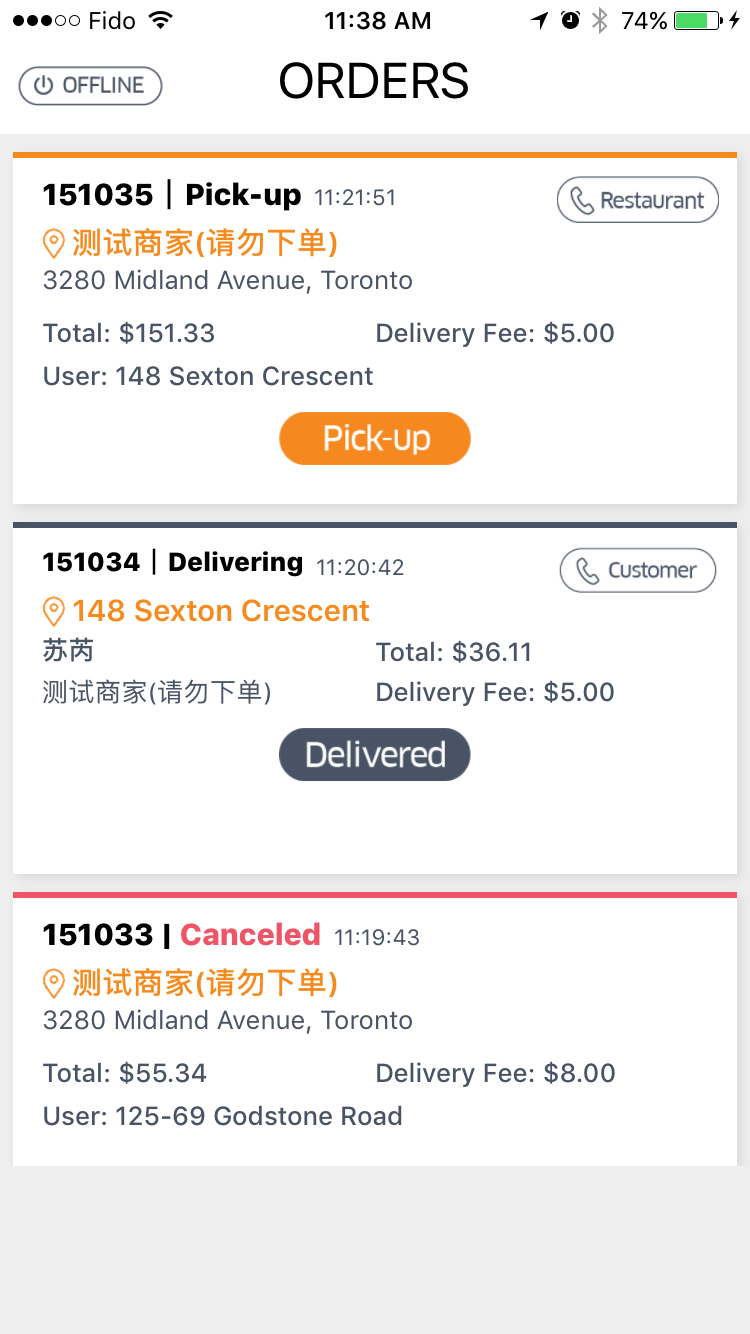 Fido 11:38 AM 74%
OFFLINE ORDERS
151035 | Pick-up 11:21:51 Restaurant
测试商家(请勿下单)
3280 Midland Avenue, Toronto
Total: $151.33 Delivery Fee: $5.00
User: 148 Sexton Crescent
Pick-up
151034 | Delivering 11:20:42 Customer
148 Sexton Crescent
苏芮 Total: $36.11
测试商家(请勿下单) Delivery Fee: $5.00
Delivered
151033 | Canceled 11:19:43
测试商家(请勿下单)
3280 Midland Avenue, Toronto
Total: $55.34 Delivery Fee: $8.00
User: 125-69 Godstone Road